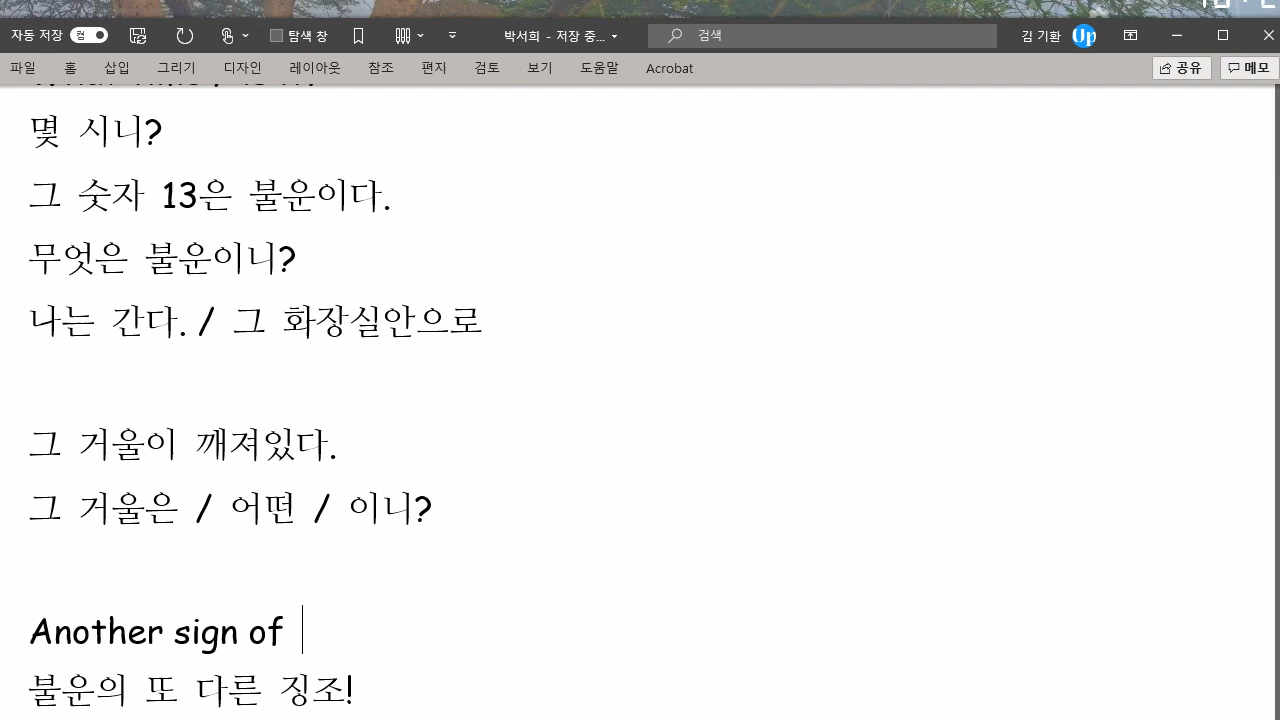 자동 저장 컴 탐색 창 박서희 - 저장 중... 검색 김 기환 Up
파일 홈 삽입 그리기 디자인 레이아웃 참조 편지 검토 보기 도움말 Acrobat 공유 메모
몇 시니?
그 숫자 13은 불운이다.
무엇은 불운이니?
나는 간다. / 그 화장실안으로
그 거울이 깨져있다.
그 거울은 / 어떤 / 이니?
Another sign of
불운의 또 다른 징조!